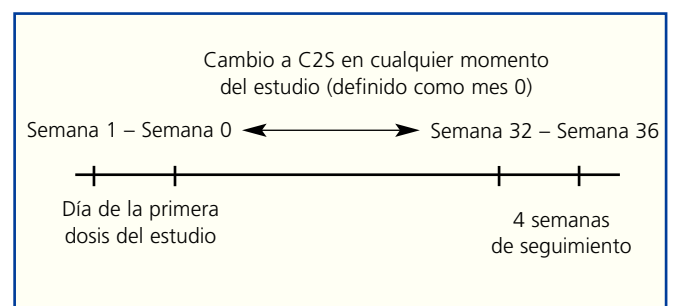 Cambio a C2S en cualquier momento
del estudio (definido como mes 0)
Semana 1 – Semana 0
Semana 32 – Semana 36
Día de la primera
dosis del estudio
4 semanas
de seguimiento